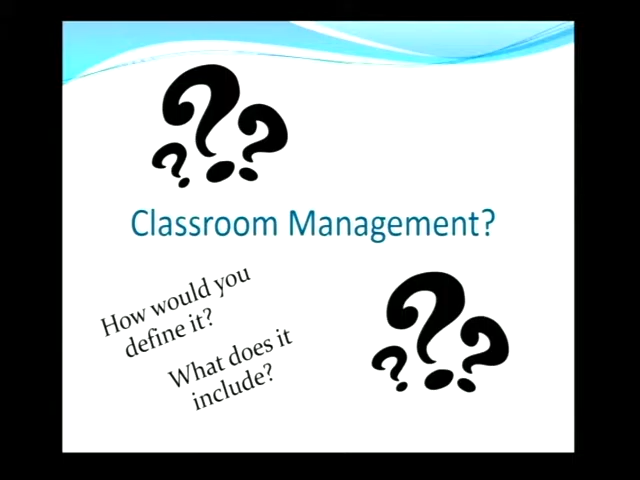 Classroom Management?
How would you
define it?
What does it
include?